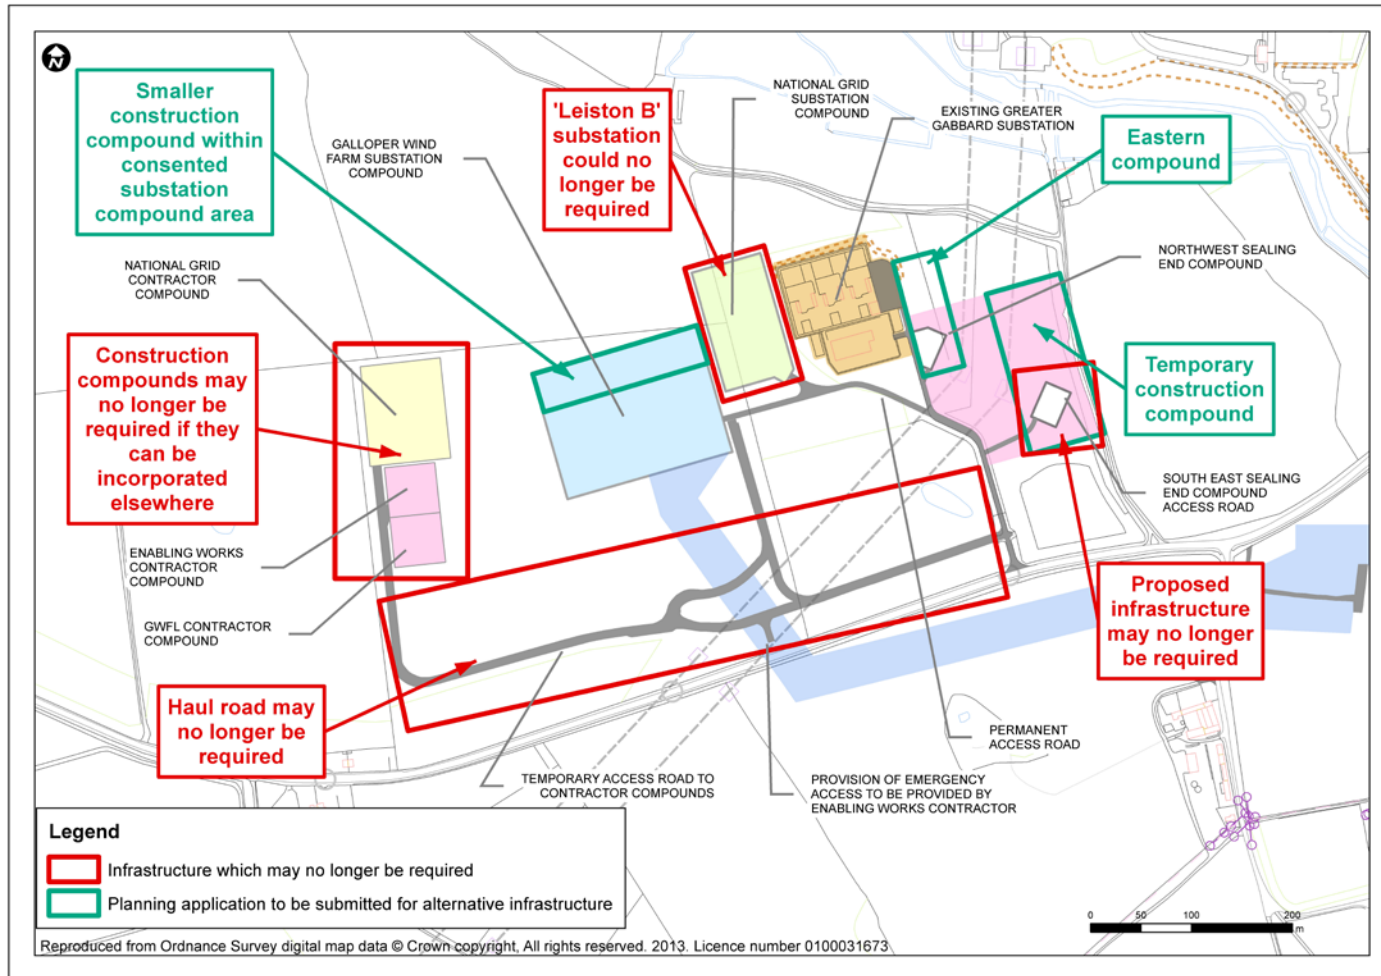 N
Smaller
construction
compound within
consented
substation
compound area
GALLOPER WIND
FARM SUBSTATION
COMPOUND
'Leiston B'
substation
could no
longer be
required
NATIONAL GRID
SUBSTATION
COMPOUND
EXISTING GREATER
GABBARD SUBSTATION
Eastern
compound
NORTHWEST SEALING
END COMPOUND
NATIONAL GRID
CONTRACTOR
COMPOUND
Construction
compounds may
no longer be
required if they
can be
incorporated
elsewhere
Temporary
construction
compound
SOUTH EAST SEALING
END COMPOUND
ACCESS ROAD
ENABLING WORKS
CONTRACTOR
COMPOUND
GWFL CONTRACTOR
COMPOUND
Proposed
infrastructure
may no longer
be required
Haul road may
no longer be
required
TEMPORARY ACCESS ROAD TO
CONTRACTOR COMPOUNDS
PROVISION OF EMERGENCY
ACCESS TO BE PROVIDED BY
ENABLING WORKS CONTRACTOR
PERMANENT
ACCESS ROAD
Legend
Infrastructure which may no longer be required
Planning application to be submitted for alternative infrastructure
0 50 100 200
m
Reproduced from Ordnance Survey digital map data © Crown copyright, All rights reserved. 2013. Licence number 0100031673